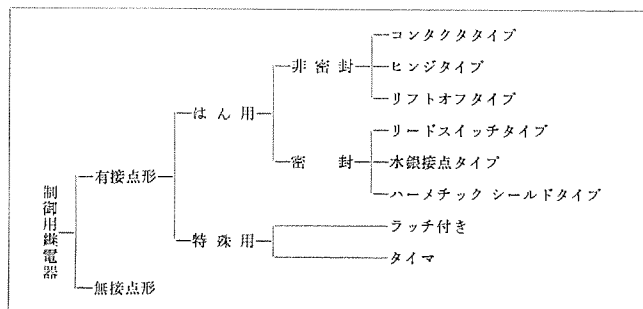 制御用継電器
有接点形
無接点形
はん用
特殊用
非密封
密封
コンタクタタイプ
ヒンジタイプ
リフトオフタイプ
リードスイッチタイプ
水銀接点タイプ
ハーメチック シールドタイプ
ラッチ付き
タイマ